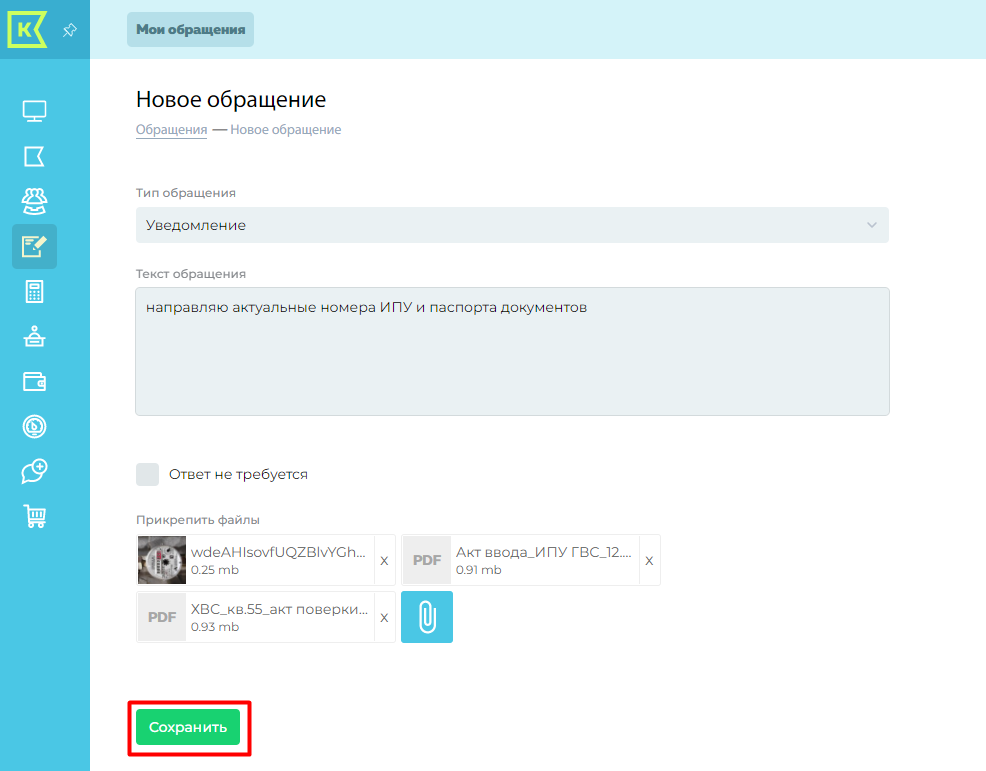 K
Мои обращения
Новое обращение
Обращения — Новое обращение
Тип обращения
Уведомление
Текст обращения
направляю актуальные номера ИПУ и паспорта документов
Ответ не требуется
Прикрепить файлы
wdeAHIsovfUQZBlvYGh...
0.25 mb
X
PDF
Акт ввода_ИПУ ГВС_12....
0.91 mb
X
PDF
ХВС_кв.55_акт поверки...
0.93 mb
X
Сохранить